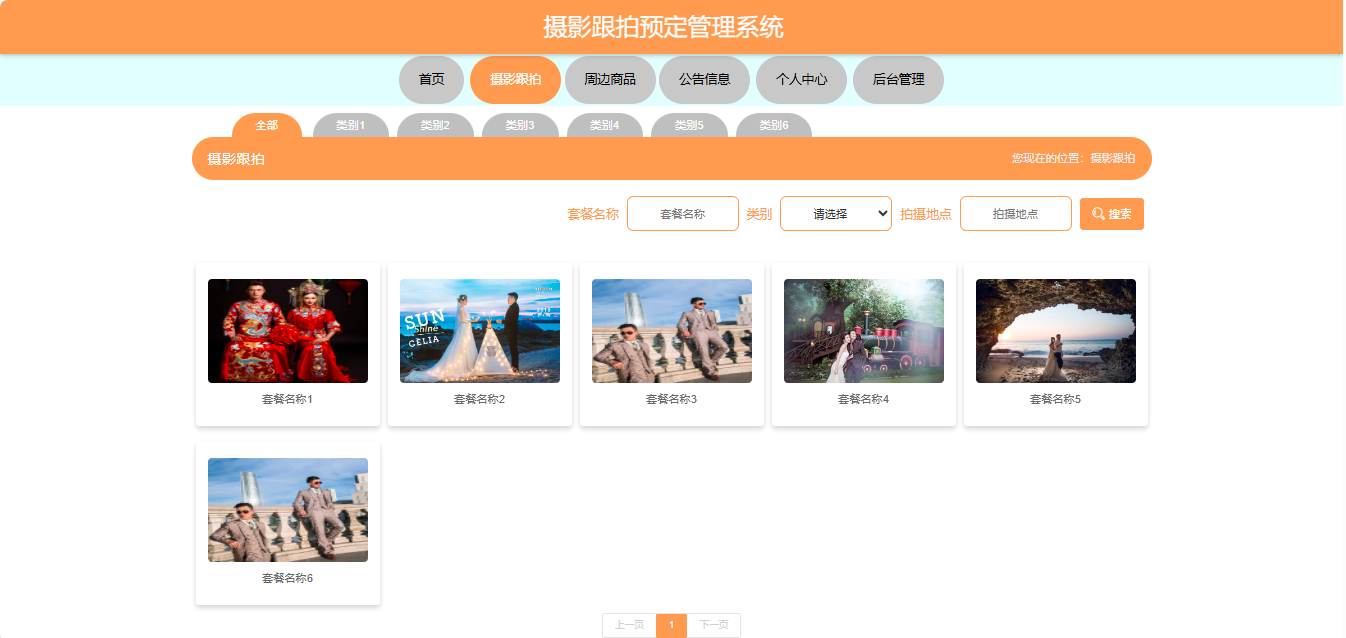 摄影跟拍预定管理系统
首页 摄影跟拍 周边商品 公告信息 个人中心 后台管理
全部 类别1 类别2 类别3 类别4 类别5 类别6
摄影跟拍 您现在的位置：摄影跟拍
套餐名称 套餐名称 类别 请选择 拍摄地点 拍摄地点 搜索
SUN
Shine
CELIA
套餐名称1 套餐名称2 套餐名称3 套餐名称4 套餐名称5
套餐名称6
上一页 1 下一页